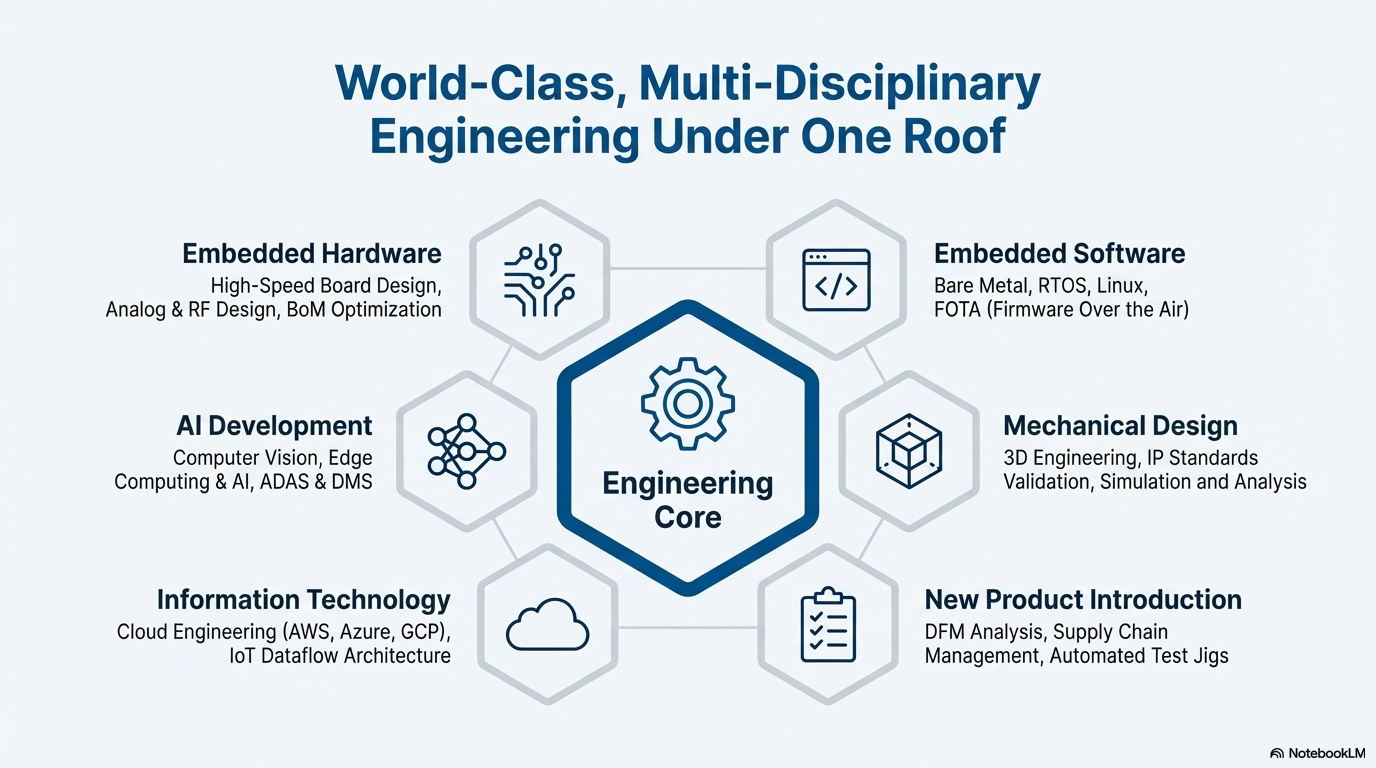 World-Class, Multi-Disciplinary
Engineering Under One Roof
Embedded Hardware
High-Speed Board Design,
Analog & RF Design, BoM Optimization
Embedded Software
Bare Metal, RTOS, Linux,
FOTA (Firmware Over the Air)
AI Development
Computer Vision, Edge
Computing & AI, ADAS & DMS
Engineering
Core
Mechanical Design
3D Engineering, IP Standards
Validation, Simulation and Analysis
Information Technology
Cloud Engineering (AWS, Azure, GCP),
IoT Dataflow Architecture
New Product Introduction
DFM Analysis, Supply Chain
Management, Automated Test Jigs
NotebookLM